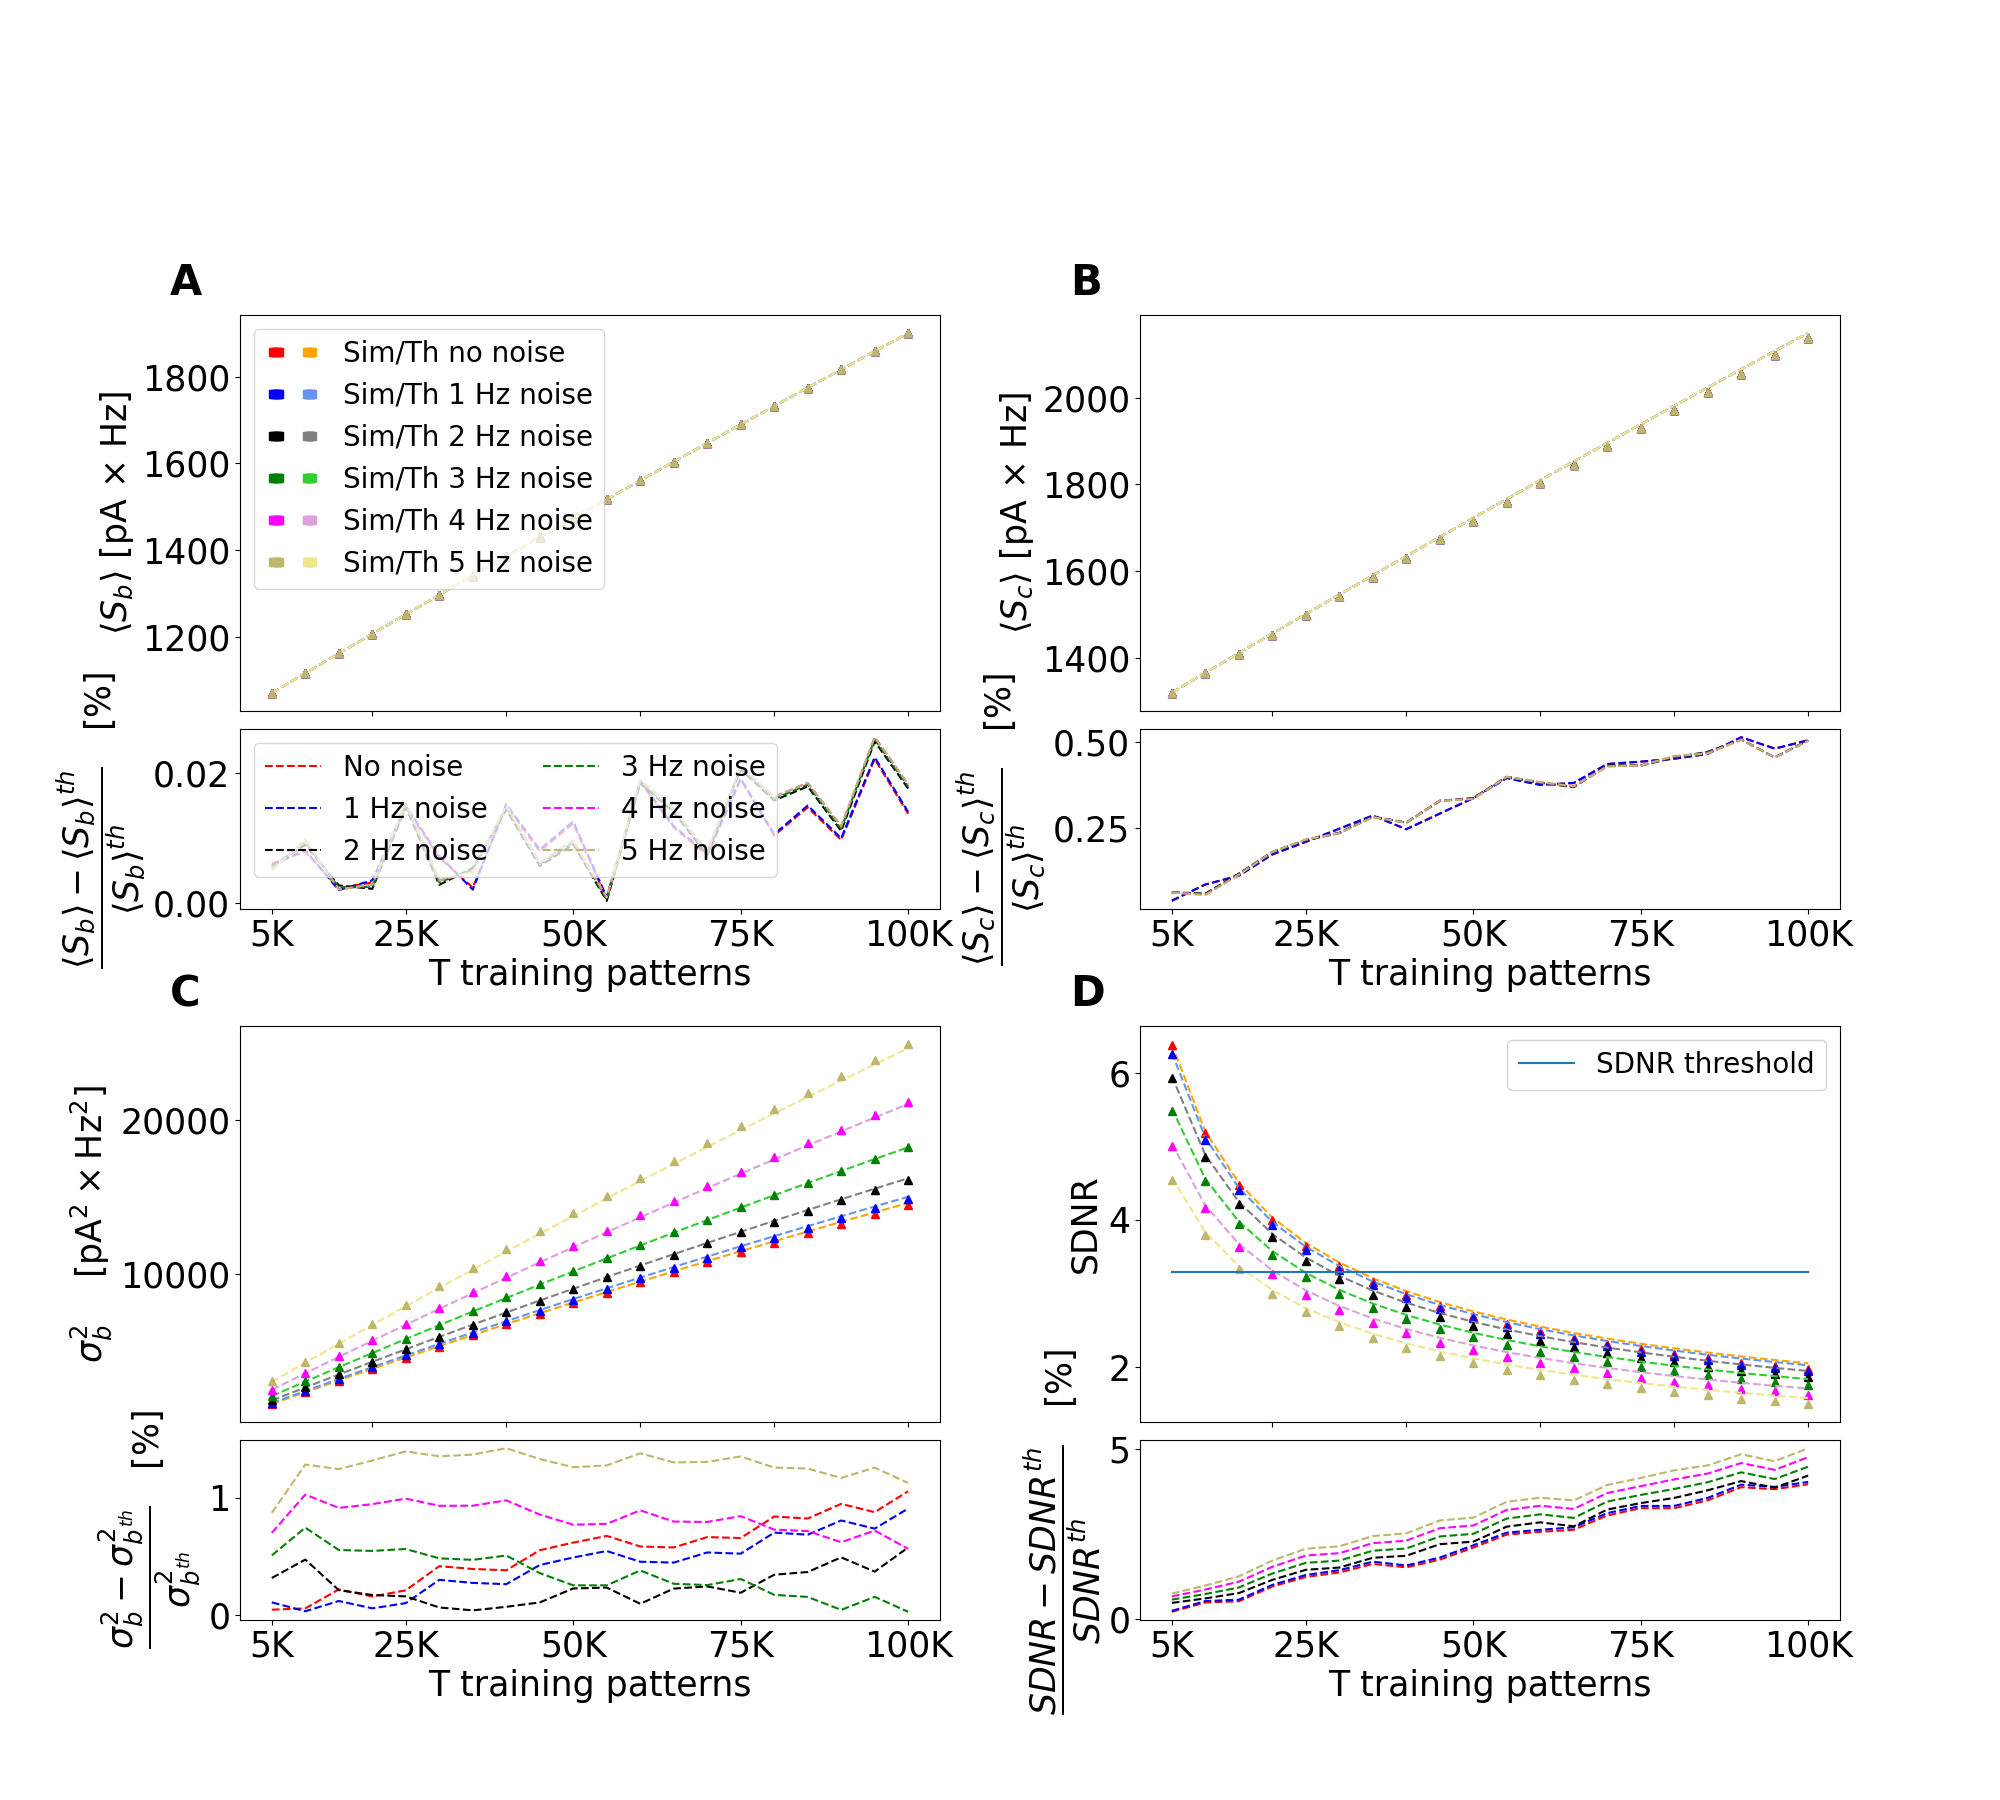 A
⟨S_b⟩ [pA × Hz]
1800
1600
1400
1200
Sim/Th no noise
Sim/Th 1 Hz noise
Sim/Th 2 Hz noise
Sim/Th 3 Hz noise
Sim/Th 4 Hz noise
Sim/Th 5 Hz noise
⟨S_b⟩ − ⟨S_b⟩^th
⟨S_b⟩^th
[%]
0.02
0.00
No noise
1 Hz noise
2 Hz noise
3 Hz noise
4 Hz noise
5 Hz noise
5K 25K 50K 75K 100K
T training patterns
B
⟨S_c⟩ [pA × Hz]
2000
1800
1600
1400
⟨S_c⟩ − ⟨S_c⟩^th
⟨S_c⟩^th
[%]
0.50
0.25
5K 25K 50K 75K 100K
T training patterns
C
σ_b^2 [pA² × Hz²]
20000
10000
σ_b^2 − σ_{b^th}^2
σ_{b^th}^2
[%]
1
0
5K 25K 50K 75K 100K
T training patterns
D
SDNR
6
4
2
SDNR threshold
SDNR − SDNR^th
SDNR^th
[%]
5
0
5K 25K 50K 75K 100K
T training patterns